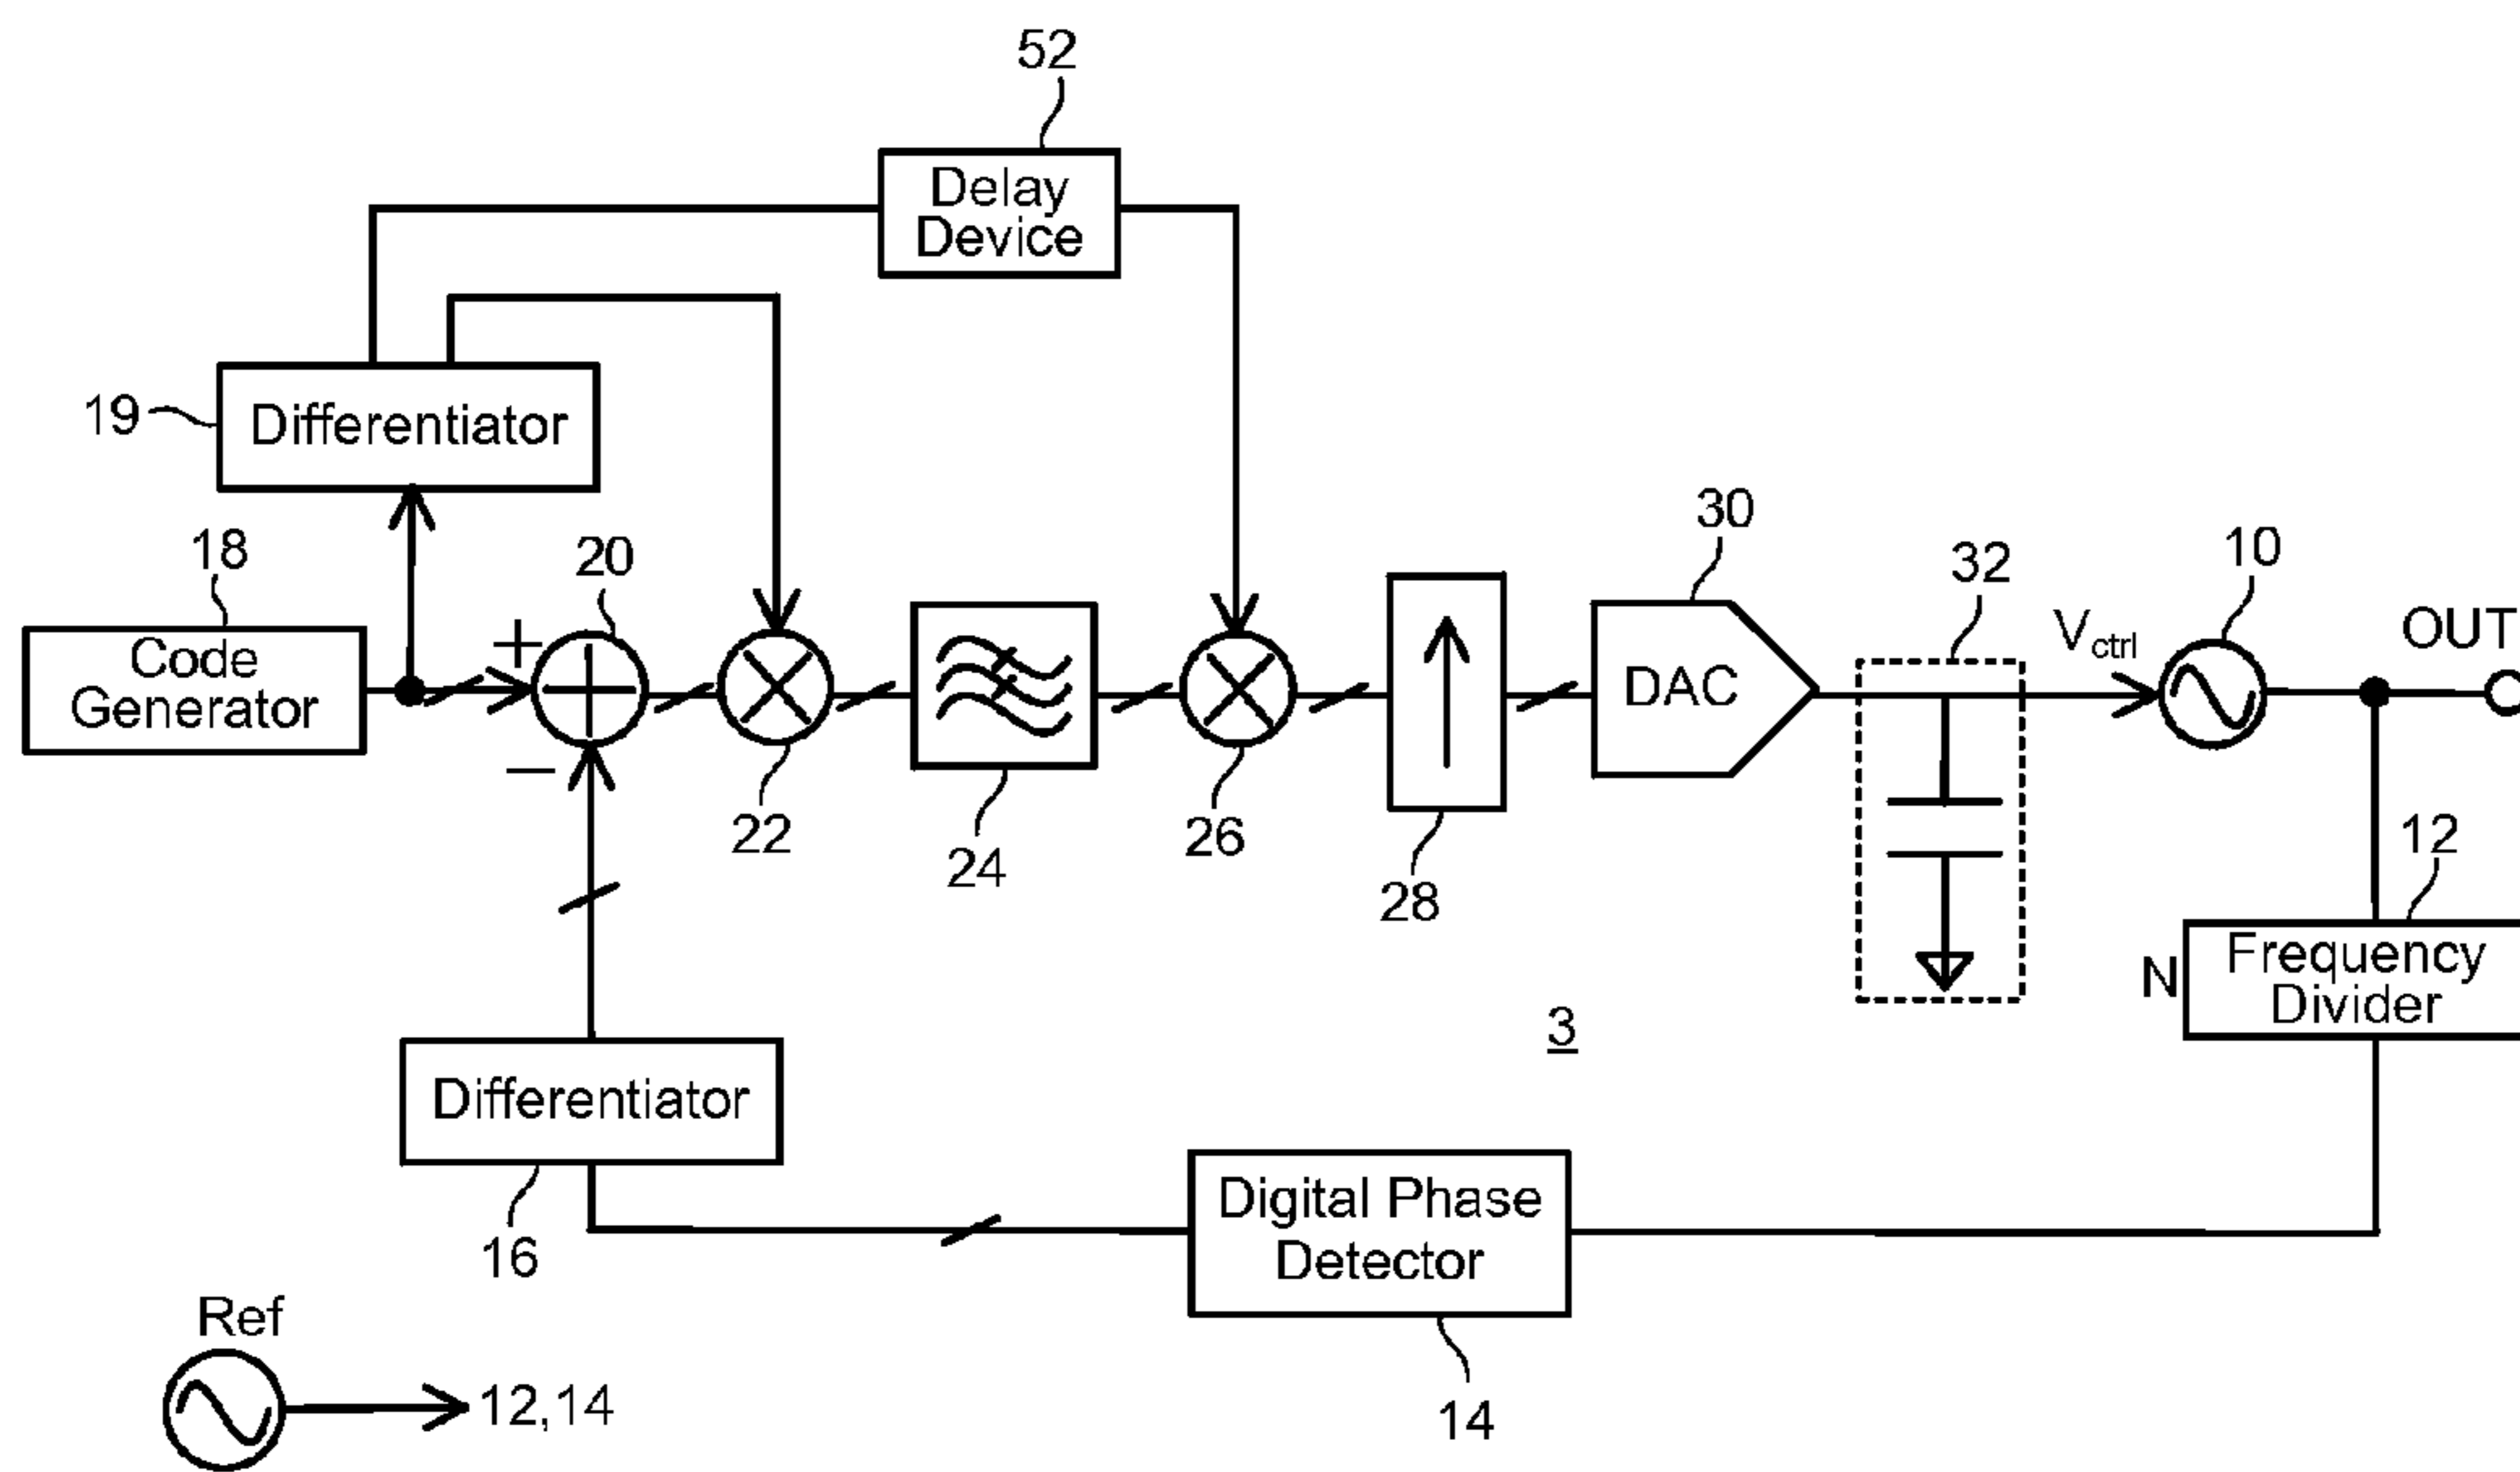 52
Delay
Device
19
Differentiator
18
Code
Generator
+
−
20
22
24
26
28
30
DAC
32
Vctrl
10
OUT
12
N
Frequency
Divider
3
Differentiator
16
Digital Phase
Detector
14
Ref
12,14